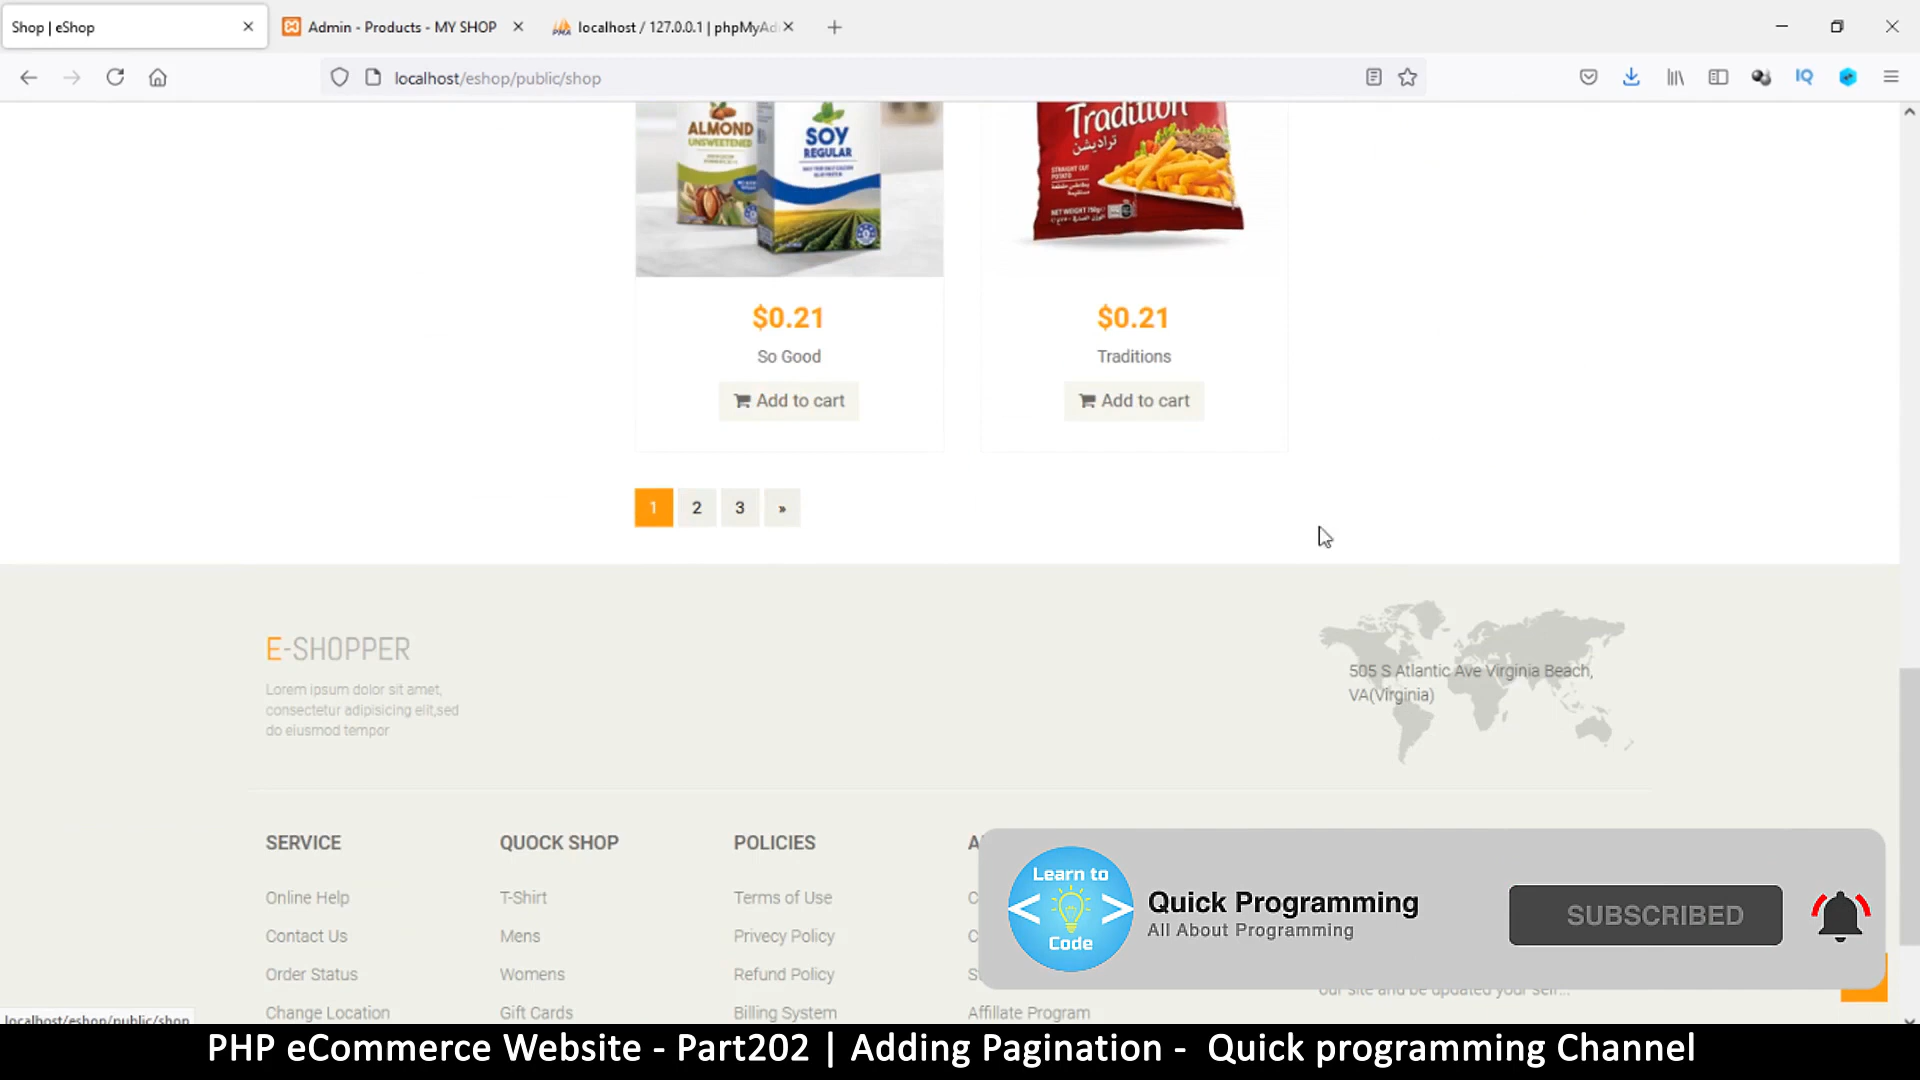 Shop | eShop
Admin - Products - MY SHOP
localhost / 127.0.0.1 | phpMyAd
localhost/eshop/public/shop
IQ
ALMOND
UNSWEETENED
SOY
REGULAR
Tradition
تراديشن
STRAIGHT CUT
POTATO
NET WEIGHT 750g
$0.21
$0.21
So Good
Traditions
Add to cart
Add to cart
1 2 3 »
E-SHOPPER
Lorem ipsum dolor sit amet,
consectetur adipisicing elit,sed
do eiusmod tempor
505 S Atlantic Ave Virginia Beach,
VA(Virginia)
SERVICE
Online Help
Contact Us
Order Status
Change Location
QUOCK SHOP
T-Shirt
Mens
Womens
Gift Cards
POLICIES
Terms of Use
Privecy Policy
Refund Policy
Billing System
Affillate Program
our site and be updated your self...
Learn to
< >
Code
Quick Programming
All About Programming
SUBSCRIBED
localhost/eshop/public/shop
PHP eCommerce Website - Part202 | Adding Pagination - Quick programming Channel